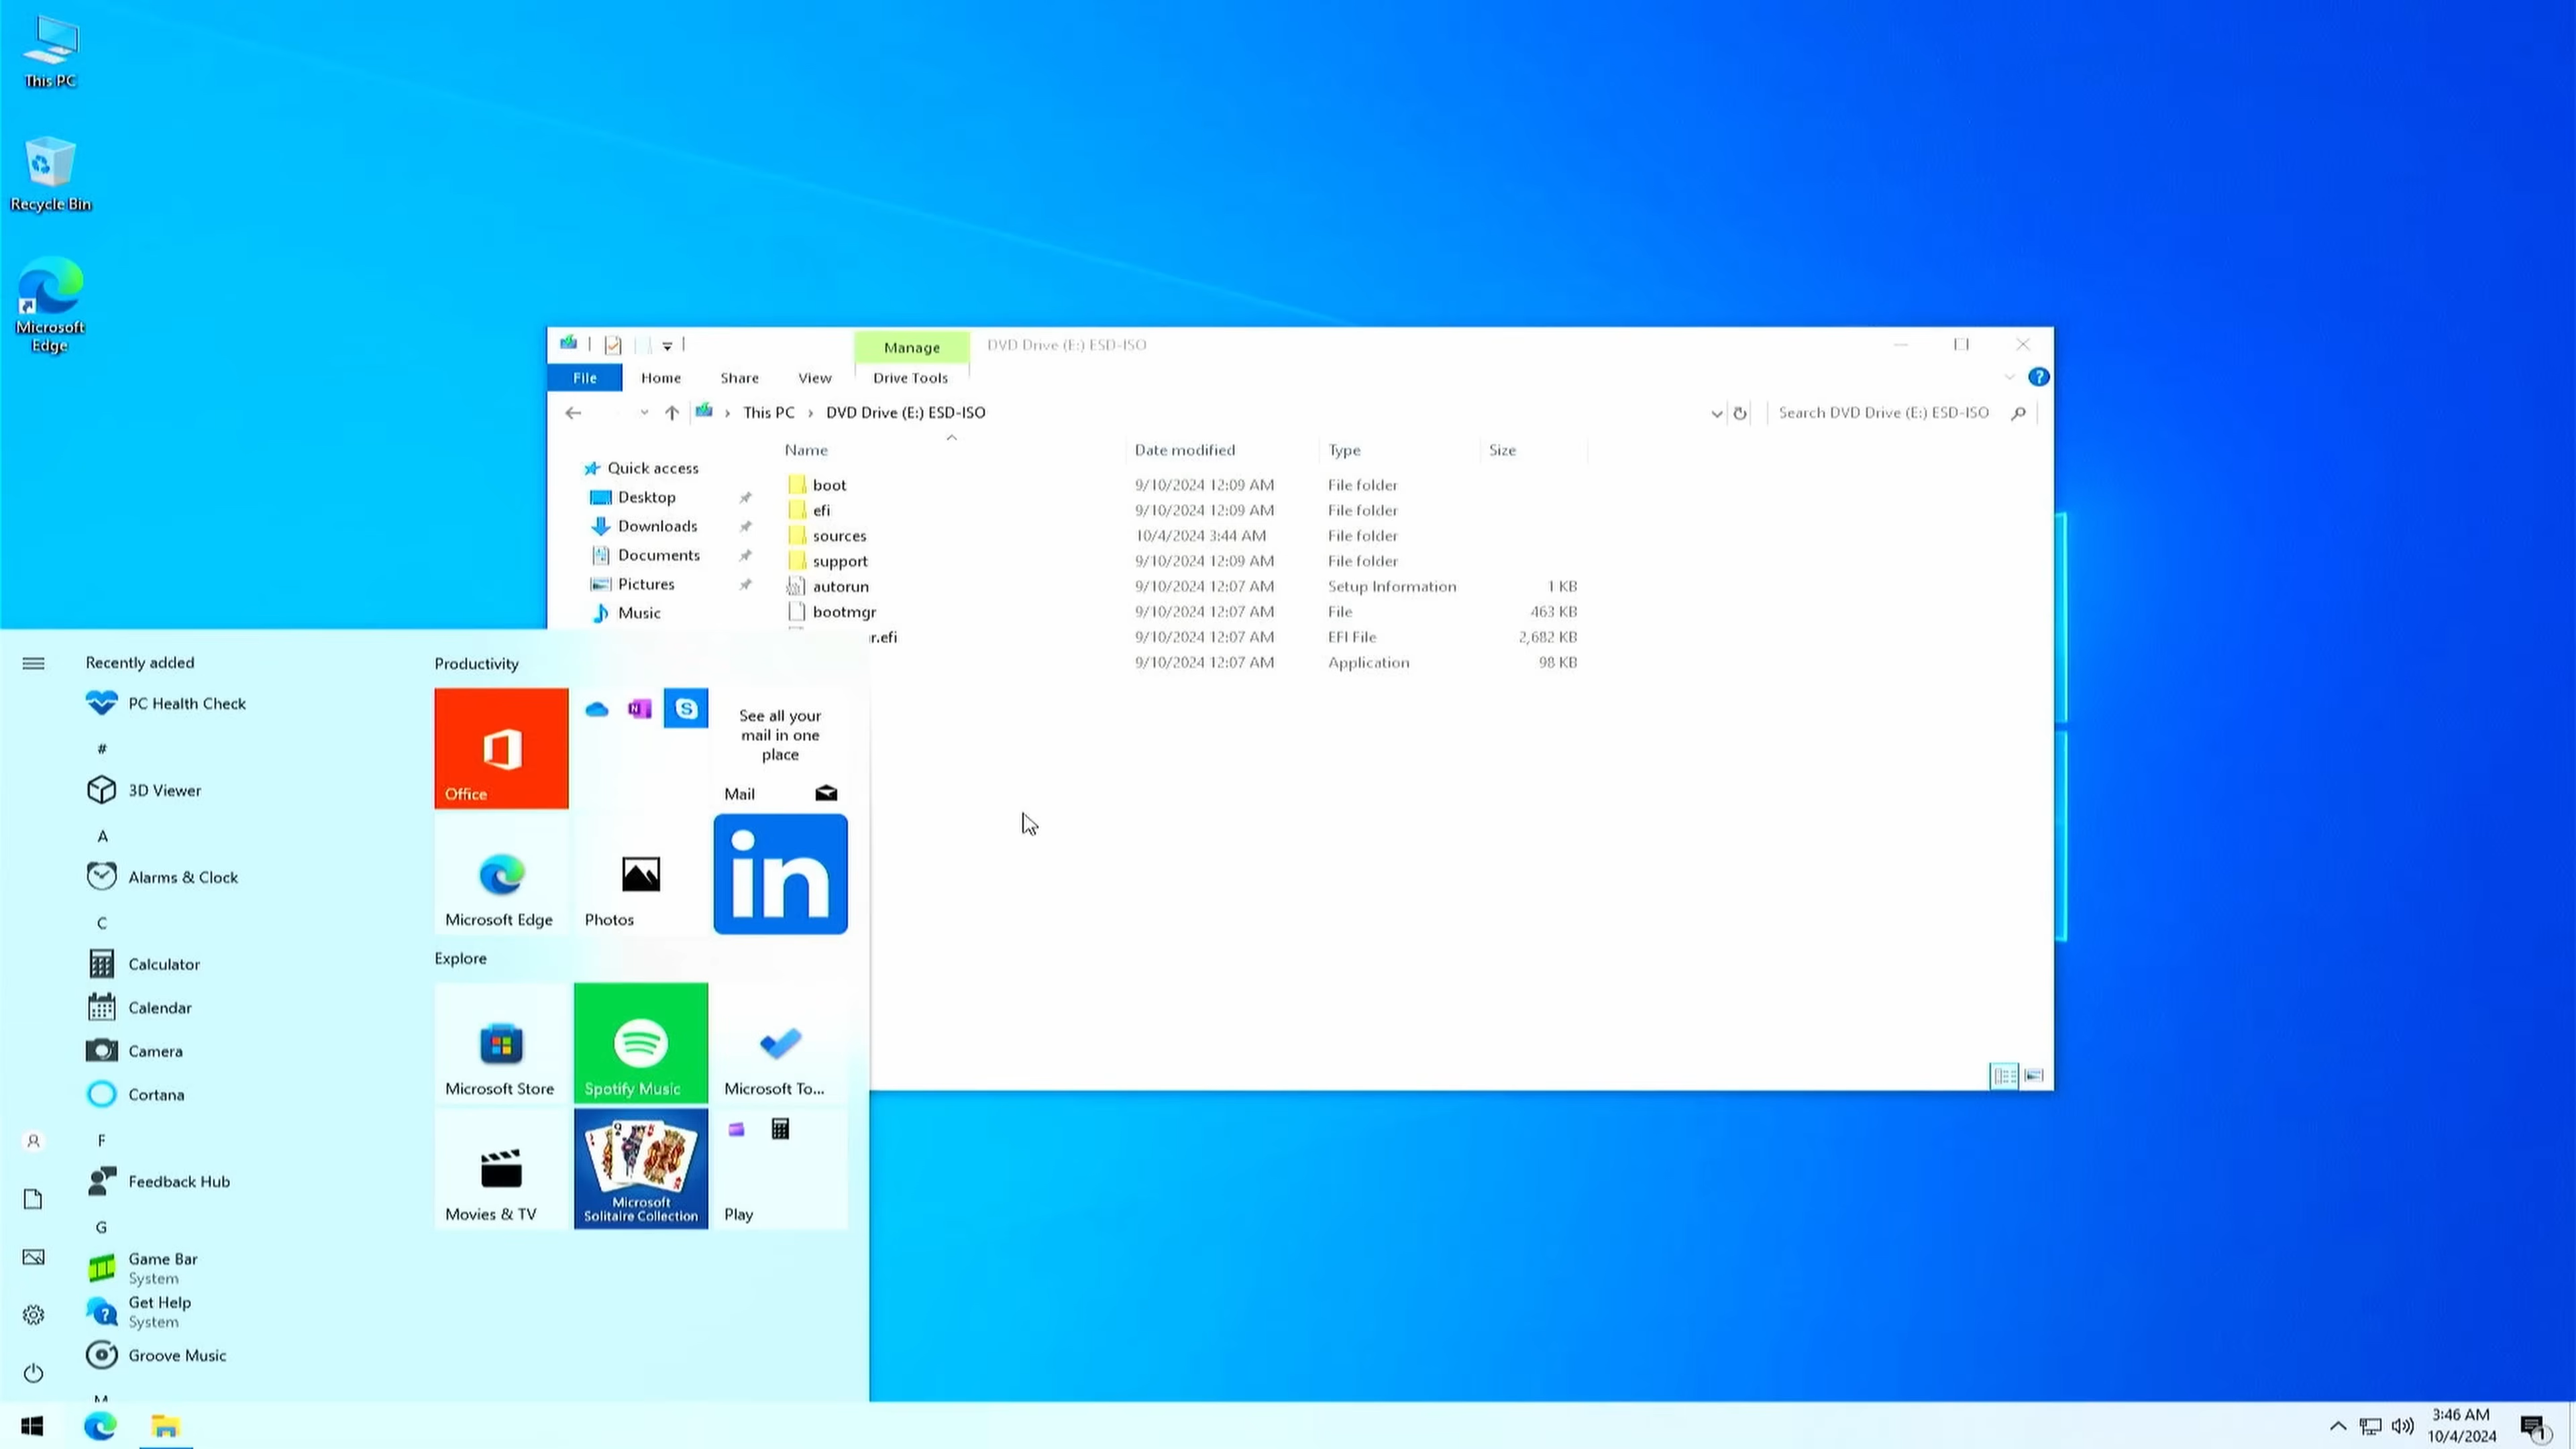 This PC
Recycle Bin
Microsoft
Edge
Manage
DVD Drive (E:) ESD-ISO
File
Home
Share
View
Drive Tools
This PC
DVD Drive (E:) ESD-ISO
Search DVD Drive (E:) ESD-ISO
Quick access
Desktop
Downloads
Documents
Pictures
Music
Name Date modified Type Size
boot 9/10/2024 12:09 AM File folder
efi 9/10/2024 12:09 AM File folder
sources 10/4/2024 3:44 AM File folder
support 9/10/2024 12:09 AM File folder
autorun 9/10/2024 12:07 AM Setup Information 1 KB
bootmgr 9/10/2024 12:07 AM File 463 KB
r.efi 9/10/2024 12:07 AM EFI File 2,682 KB
9/10/2024 12:07 AM Application 98 KB
Recently added
PC Health Check
#
3D Viewer
A
Alarms & Clock
C
Calculator
Calendar
Camera
Cortana
F
Feedback Hub
G
Game Bar
System
Get Help
System
Groove Music
Productivity
Office
See all your
mail in one
place
Mail
Microsoft Edge
Photos
in
Explore
Microsoft Store
Spotify Music
Microsoft To...
Movies & TV
Microsoft
Solitaire Collection
Play
3:46 AM
10/4/2024
1